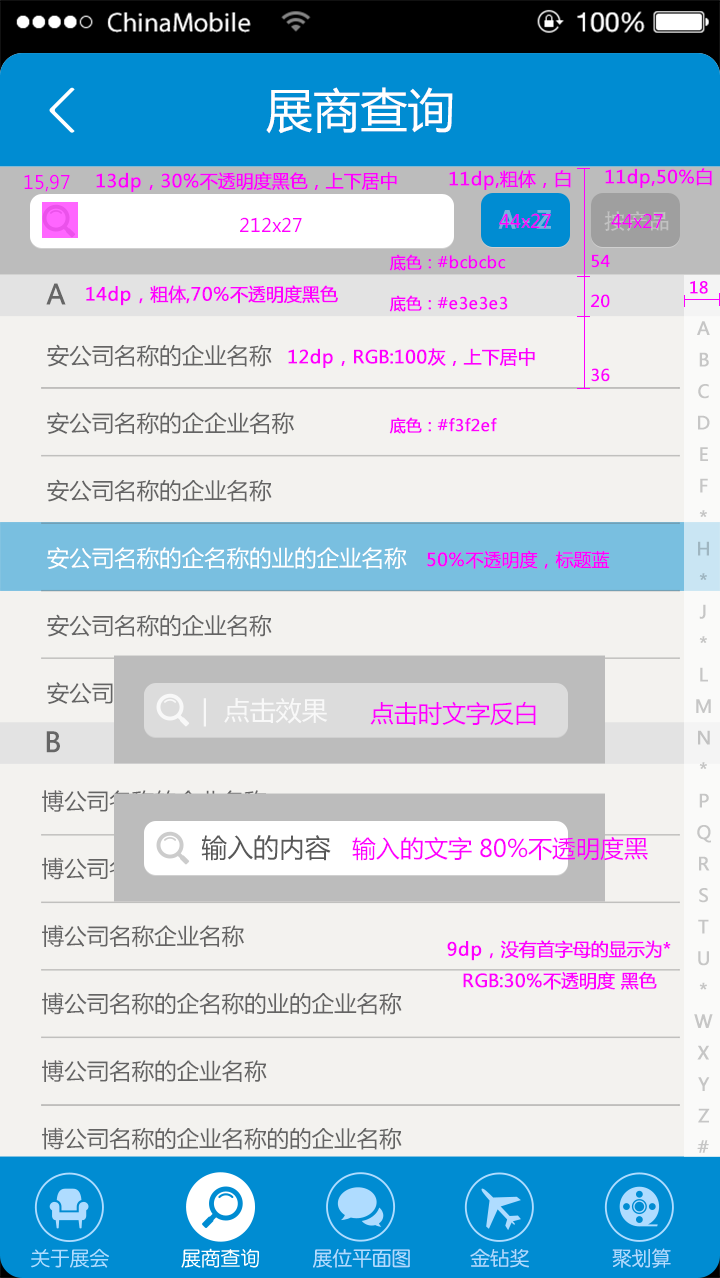 ChinaMobile 100%
展商查询
15,97 13dp，30%不透明度黑色，上下居中 11dp,粗体，白 11dp,50%白
212x27 44x27 44x27
底色：#bcbcbc 54
A 14dp，粗体,70%不透明度黑色 底色：#e3e3e3 20 18
安公司名称的企业名称 12dp，RGB:100灰，上下居中 36
安公司名称的企企业名称 底色：#f3f2ef
安公司名称的企业名称
安公司名称的企名称的业的企业名称 50%不透明度，标题蓝
安公司名称的企业名称
安公司
点击效果 点击时文字反白
B
博公司名称的企业名称
输入的内容 输入的文字 80%不透明度黑
博公司
博公司名称企业名称
9dp，没有首字母的显示为*
RGB:30%不透明度 黑色
博公司名称的企名称的业的企业名称
博公司名称的企业名称
博公司名称的企业名称的的企业名称
A
B
C
D
E
F
*
H
*
J
*
L
M
N
*
P
Q
R
S
T
U
*
W
X
Y
Z
#
关于展会 展商查询 展位平面图 金钻奖 聚划算